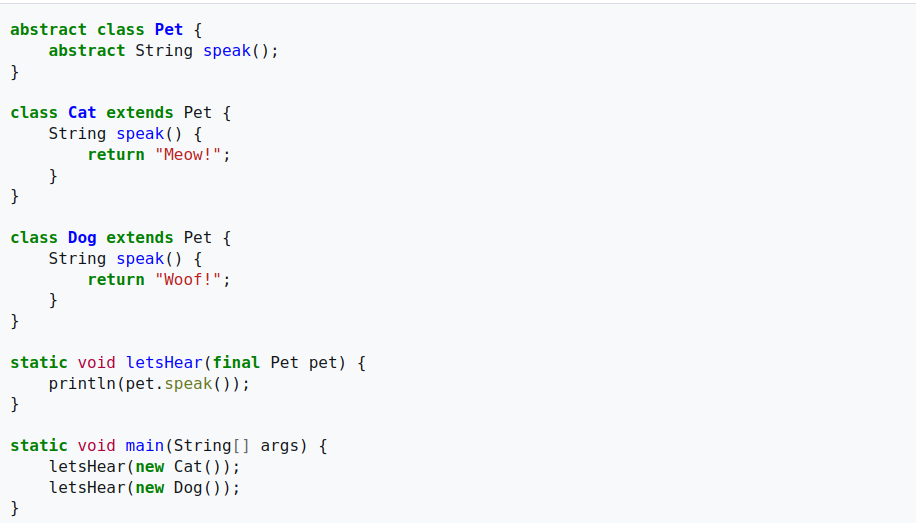 abstract class Pet {
    abstract String speak();
}

class Cat extends Pet {
    String speak() {
        return "Meow!";
    }
}

class Dog extends Pet {
    String speak() {
        return "Woof!";
    }
}

static void letsHear(final Pet pet) {
    println(pet.speak());
}

static void main(String[] args) {
    letsHear(new Cat());
    letsHear(new Dog());
}